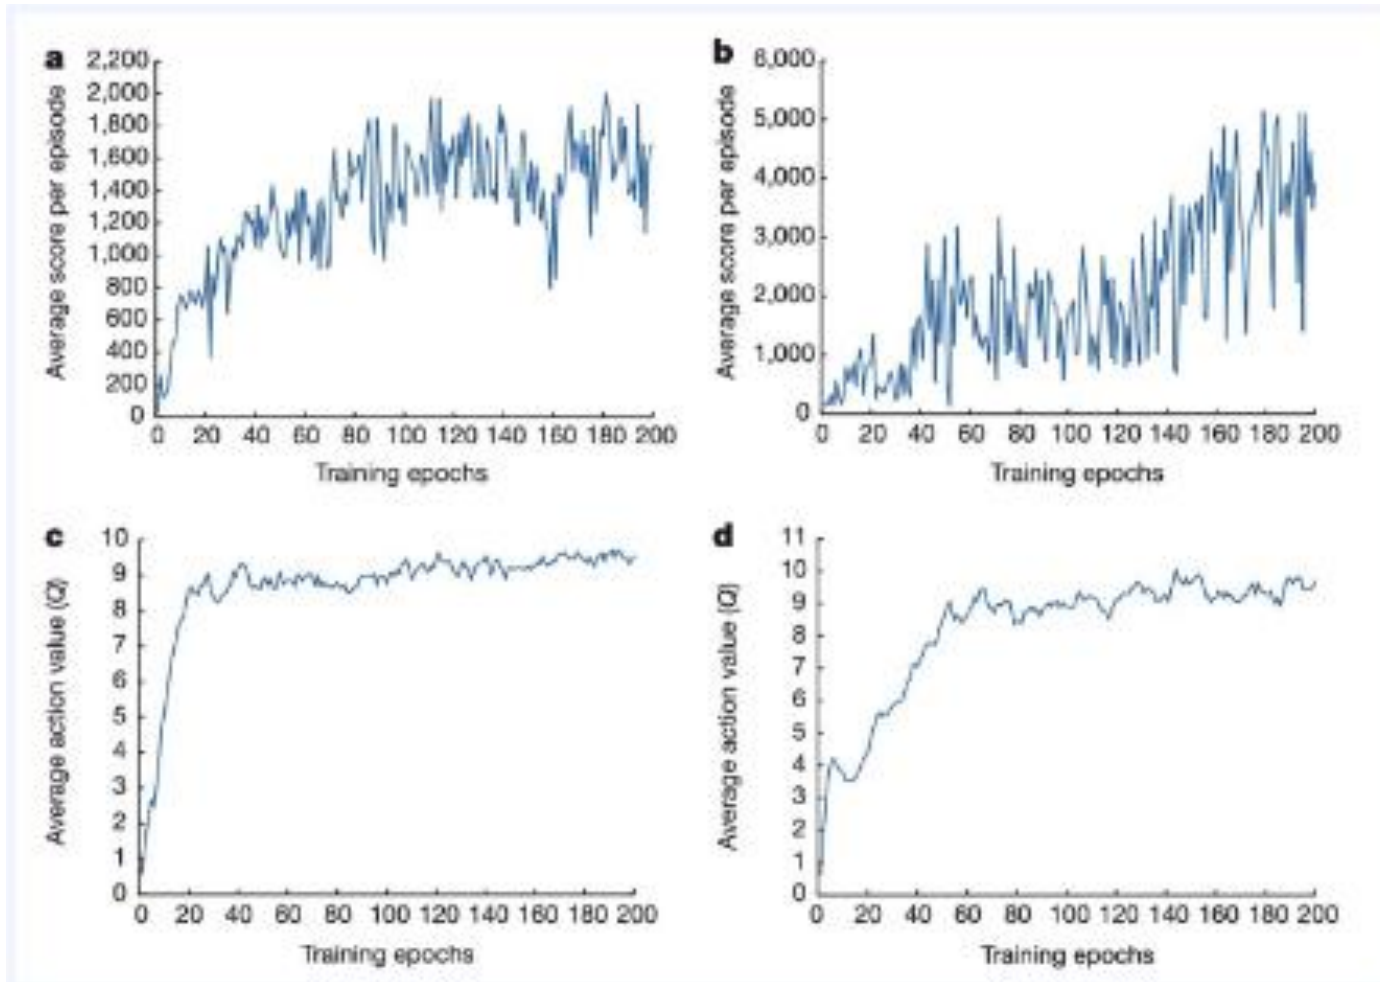 a
Average score per episode
2,200
2,000
1,800
1,600
1,400
1,200
1,000
800
600
400
200
0
0 20 40 60 80 100 120 140 160 180 200
Training epochs
b
Average score per episode
6,000
5,000
4,000
3,000
2,000
1,000
0
0 20 40 60 80 100 120 140 160 180 200
Training epochs
c
Average action value (Q)
10
9
8
7
6
5
4
3
2
1
0
0 20 40 60 80 100 120 140 160 180 200
Training epochs
d
Average action value (Q)
11
10
9
8
7
6
5
4
3
2
1
0
0 20 40 60 80 100 120 140 160 180 200
Training epochs